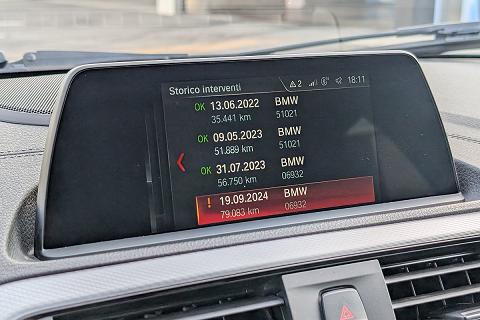 Storico interventi 2 18:11
OK 13.06.2022 BMW
35.441 km 51021
OK 09.05.2023 BMW
51.889 km 51021
OK 31.07.2023 BMW
56.750 km 06932
! 19.09.2024 BMW
79.083 km 06932